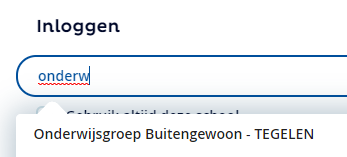 Inloggen
onderw
Gebruik altijd deze school
Onderwijsgroep Buitengewoon - TEGELEN